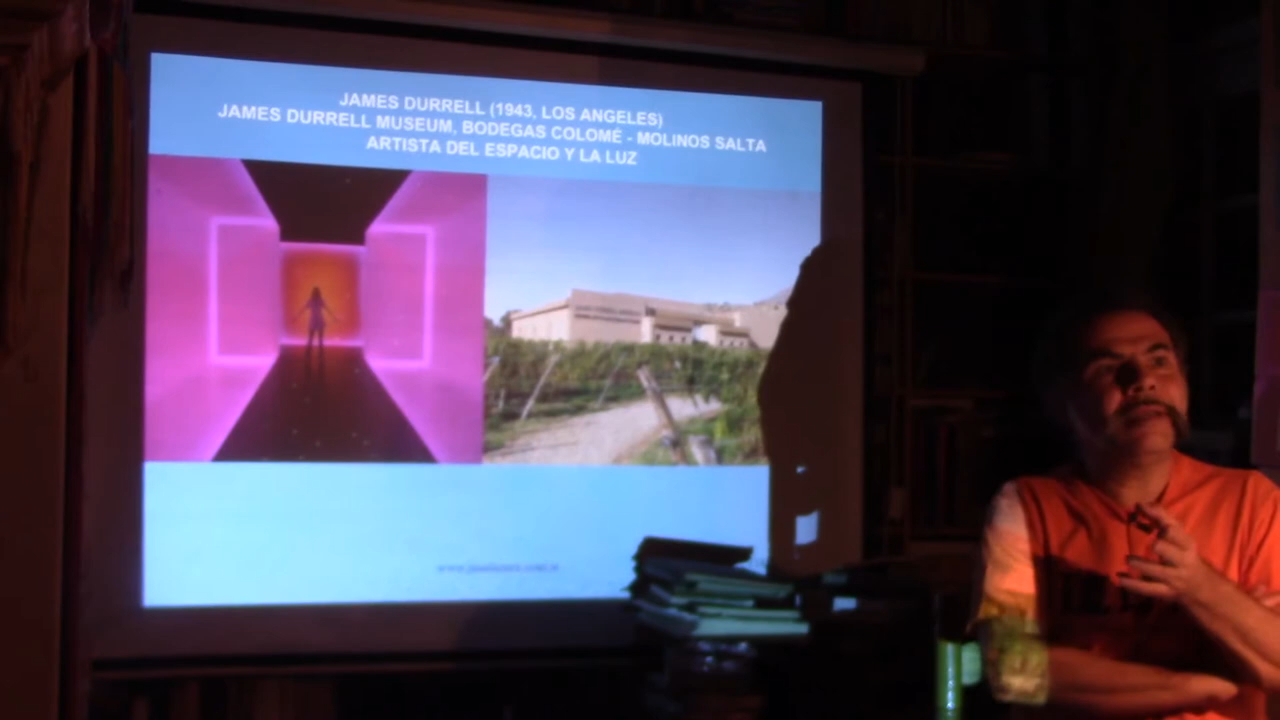 JAMES DURRELL (1943, LOS ANGELES)
JAMES DURRELL MUSEUM, BODEGAS COLOMÉ - MOLINOS SALTA
ARTISTA DEL ESPACIO Y LA LUZ